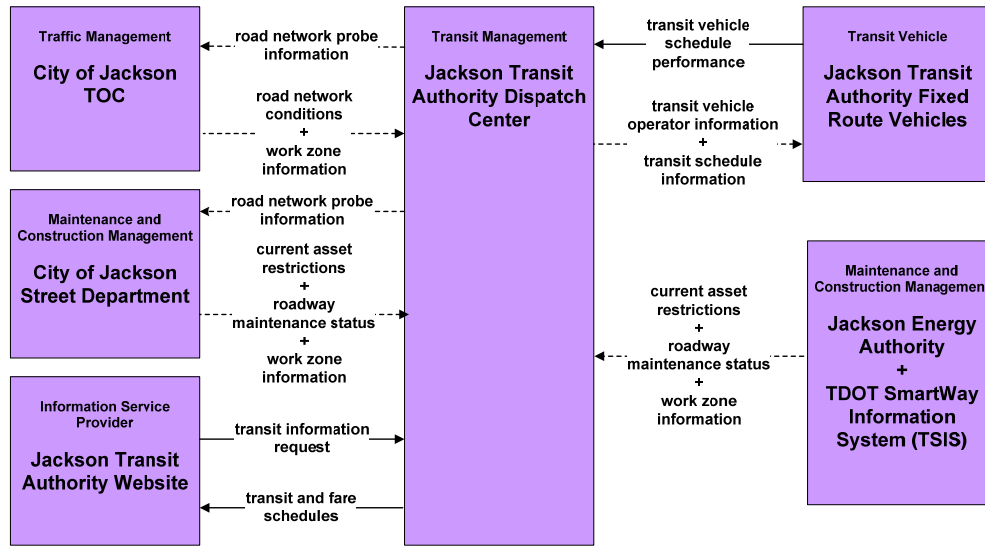 Traffic Management
City of Jackson
TOC
road network probe
information
road network
conditions
+
work zone
information
Maintenance and
Construction Management
City of Jackson
Street Department
road network probe
information
current asset
restrictions
+
roadway
maintenance status
+
work zone
information
Information Service
Provider
Jackson Transit
Authority Website
transit information
request
transit and fare
schedules
Transit Management
Jackson Transit
Authority Dispatch
Center
transit vehicle
schedule
performance
transit vehicle
operator information
+
transit schedule
information
Transit Vehicle
Jackson Transit
Authority Fixed
Route Vehicles
current asset
restrictions
+
roadway
maintenance status
+
work zone
information
Maintenance and
Construction Management
Jackson Energy
Authority
+
TDOT SmartWay
Information
System (TSIS)